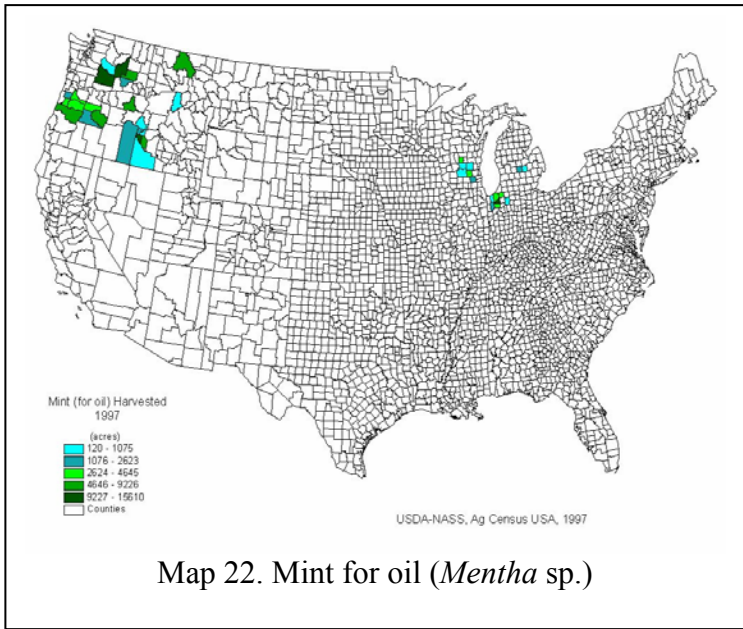 Mint (for oil) Harvested
1997
(acres)
120 - 1075
1076 - 2623
2624 - 4645
4646 - 9226
9227 - 15610
Counties
USDA-NASS, Ag Census USA, 1997
Map 22. Mint for oil (Mentha sp.)